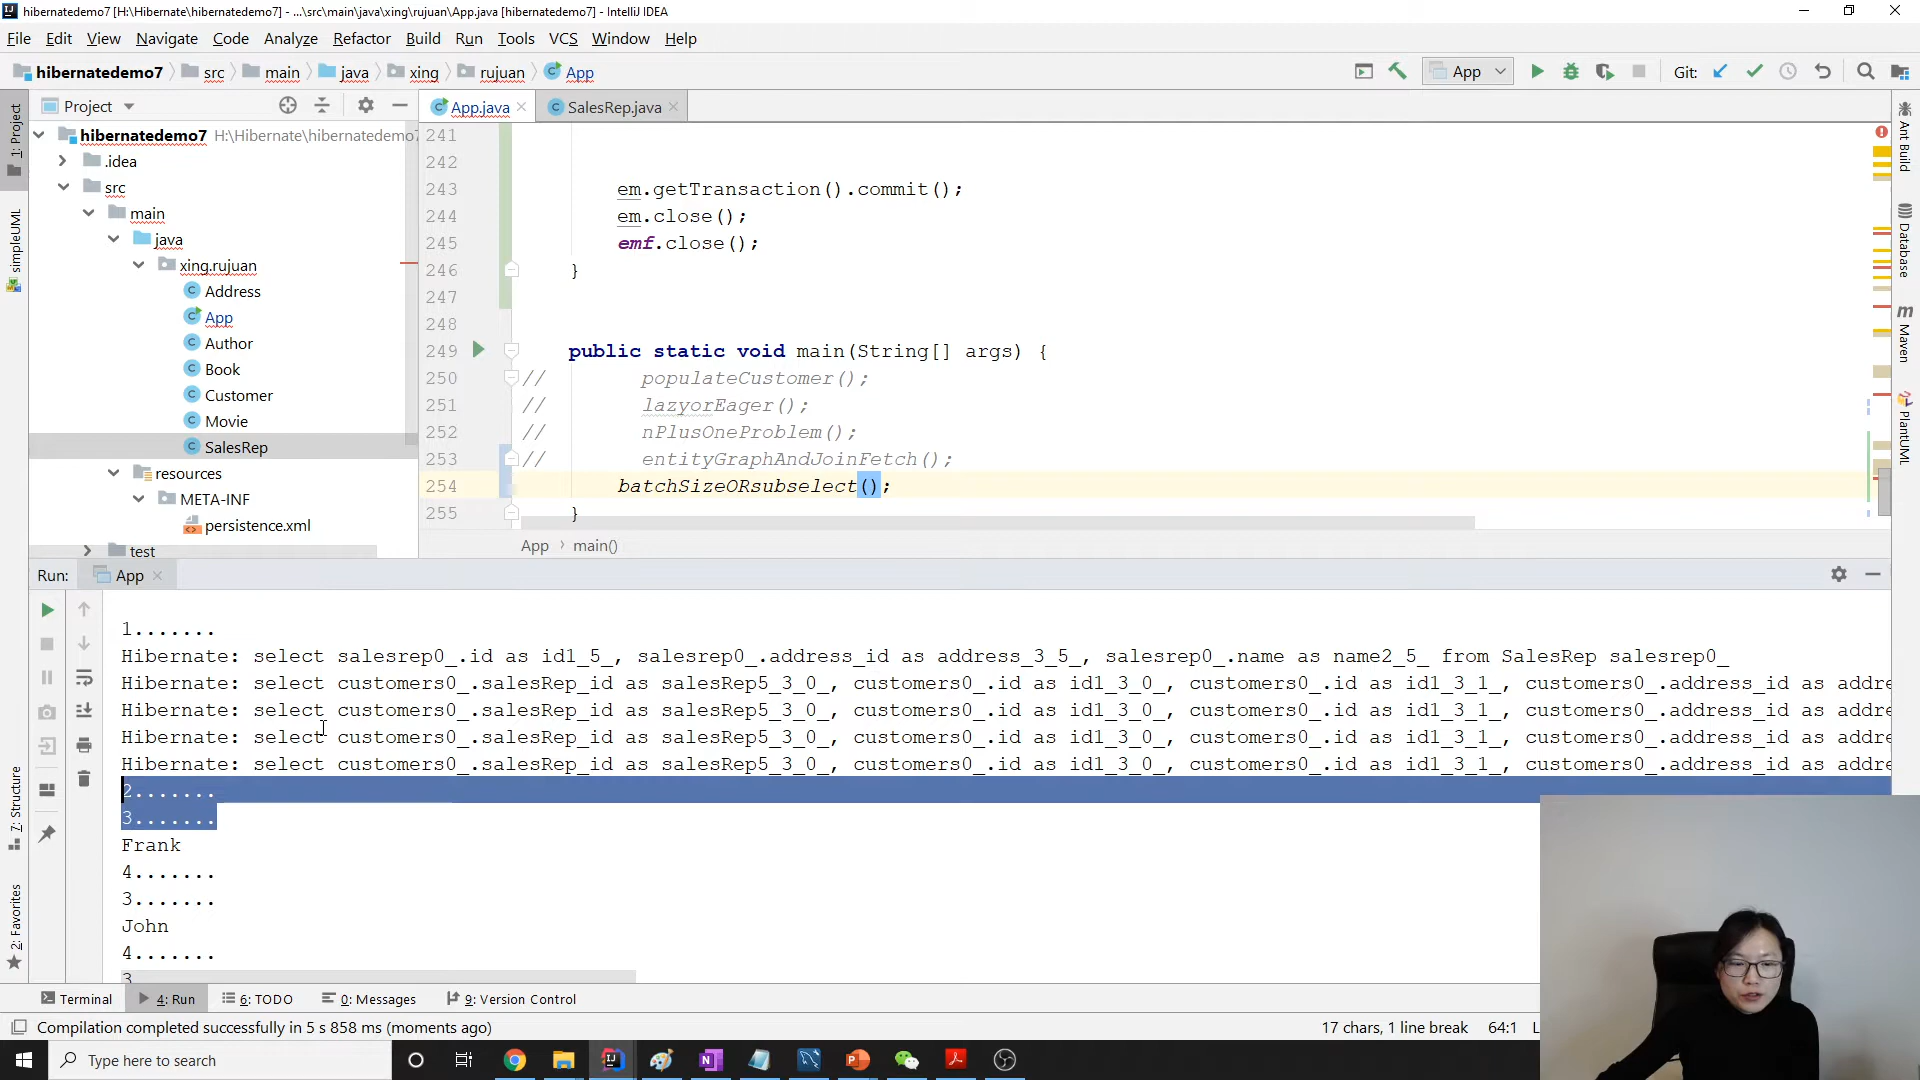 hibernatedemo7 [H:\Hibernate\hibernatedemo7] - ...\src\main\java\xing\rujuan\App.java [hibernatedemo7] - IntelliJ IDEA
File Edit View Navigate Code Analyze Refactor Build Run Tools VCS Window Help
hibernatedemo7 src main java xing rujuan App
App Git:
Project
App.java SalesRep.java
1: Project
simpleUML
7: Structure
2: Favorites
hibernatedemo7 H:\Hibernate\hibernatedemo7
.idea
src
main
java
xing.rujuan
Address
App
Author
Book
Customer
Movie
SalesRep
resources
META-INF
persistence.xml
test
241
242
243 em.getTransaction().commit();
244 em.close();
245 emf.close();
246 }
247
248
249 public static void main(String[] args) {
250 // populateCustomer();
251 // lazyorEager();
252 // nPlusOneProblem();
253 // entityGraphAndJoinFetch();
254 batchSizeORsubselect();
255 }
App › main()
Ant Build
Database
m Maven
PlantUML
Run: App
1.......
Hibernate: select salesrep0_.id as id1_5_, salesrep0_.address_id as address_3_5_, salesrep0_.name as name2_5_ from SalesRep salesrep0_
Hibernate: select customers0_.salesRep_id as salesRep5_3_0_, customers0_.id as id1_3_0_, customers0_.id as id1_3_1_, customers0_.address_id as addre
Hibernate: select customers0_.salesRep_id as salesRep5_3_0_, customers0_.id as id1_3_0_, customers0_.id as id1_3_1_, customers0_.address_id as addre
Hibernate: select customers0_.salesRep_id as salesRep5_3_0_, customers0_.id as id1_3_0_, customers0_.id as id1_3_1_, customers0_.address_id as addre
Hibernate: select customers0_.salesRep_id as salesRep5_3_0_, customers0_.id as id1_3_0_, customers0_.id as id1_3_1_, customers0_.address_id as addre
2.......
3.......
Frank
4.......
3.......
John
4.......
3
Terminal 4: Run 6: TODO 0: Messages 9: Version Control
Compilation completed successfully in 5 s 858 ms (moments ago) 17 chars, 1 line break 64:1
Type here to search